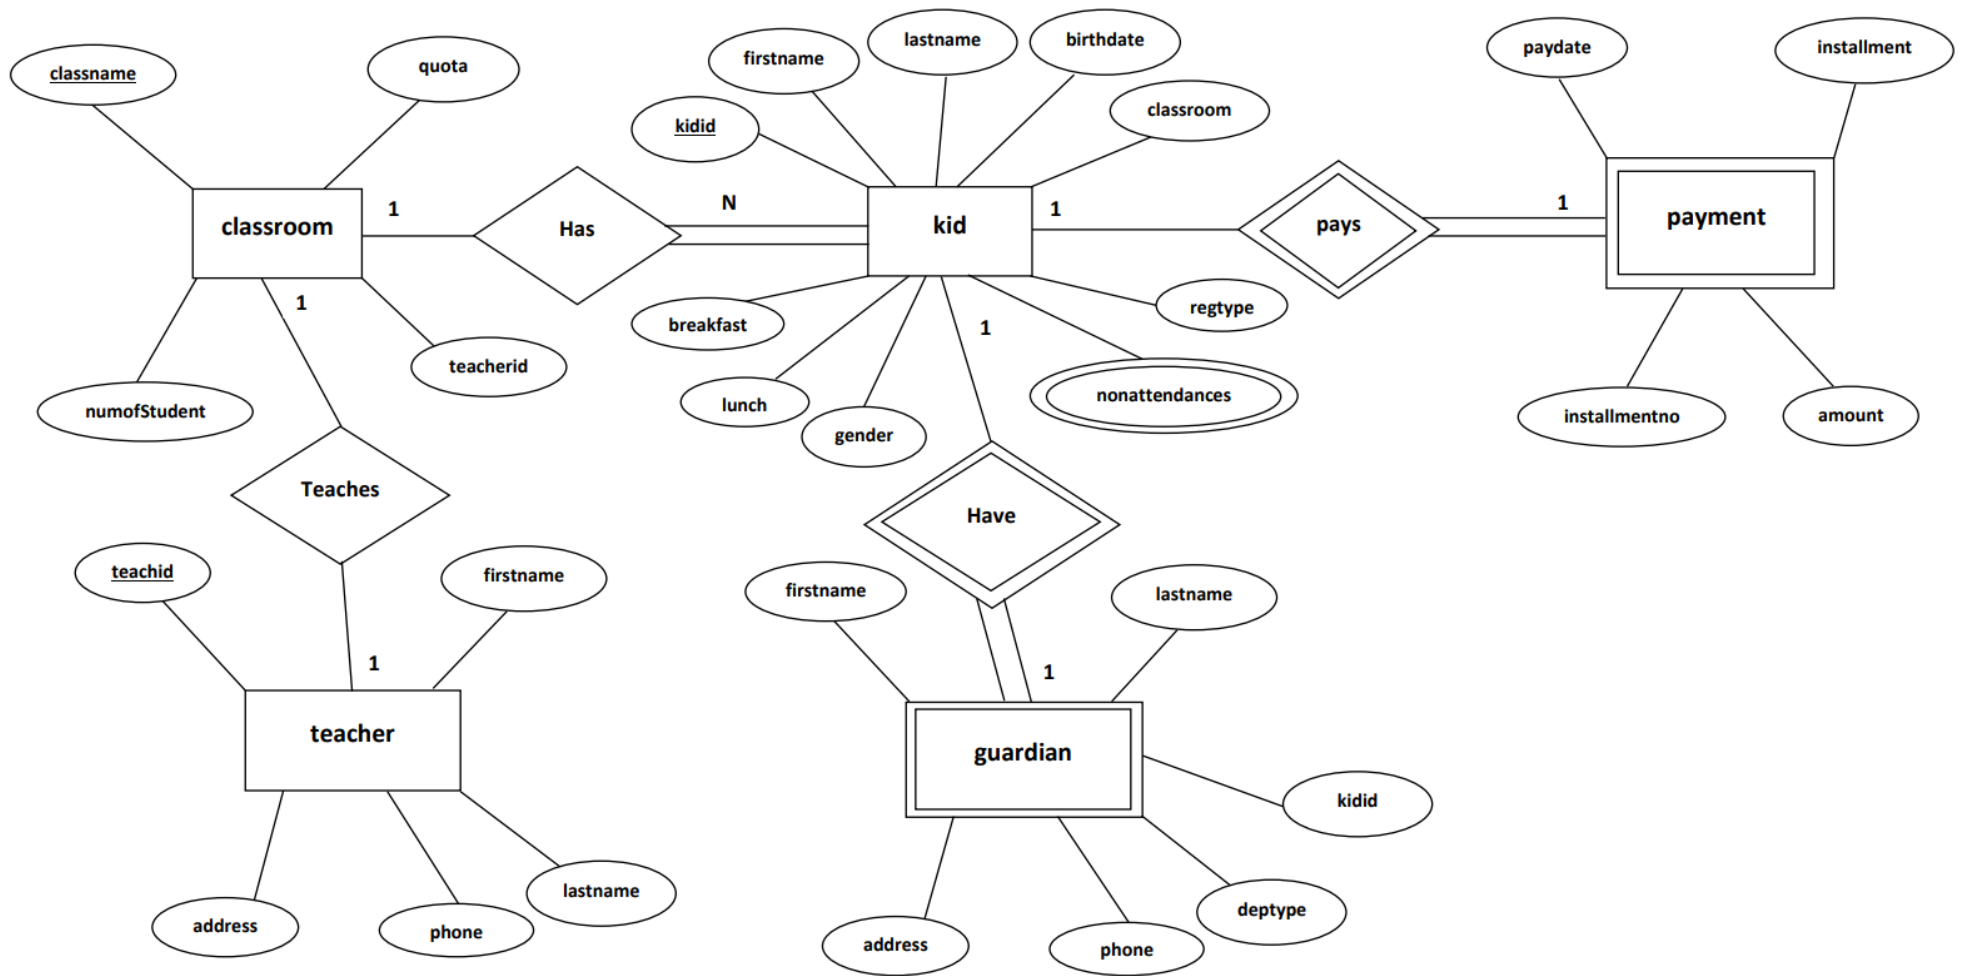 classname
quota
firstname
lastname
birthdate
paydate
installment
kidid
classroom
classroom
1
Has
N
kid
1
pays
1
payment
1
numofStudent
teacherid
breakfast
lunch
gender
1
nonattendances
regtype
installmentno
amount
Teaches
Have
teachid
firstname
firstname
lastname
1
1
teacher
guardian
kidid
address
phone
lastname
address
phone
deptype